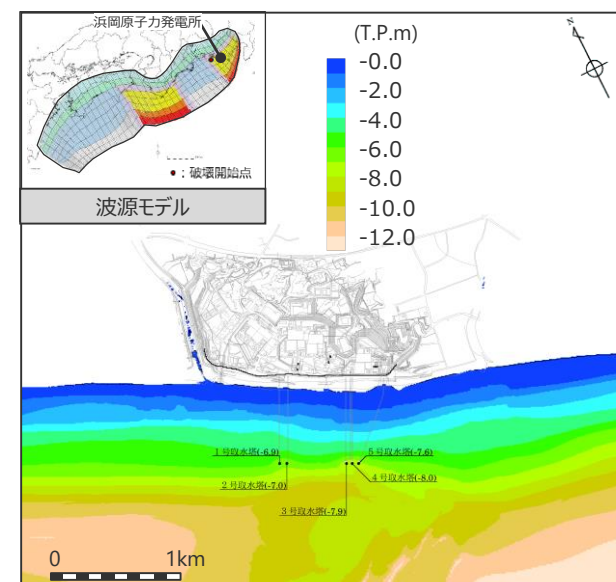 浜岡原子力発電所
●：破壊開始点
波源モデル
(T.P.m)
-0.0
-2.0
-4.0
-6.0
-8.0
-10.0
-12.0
N
1号取水塔(-6.9)
5号取水塔(-7.6)
2号取水塔(-7.0)
4号取水塔(-8.0)
3号取水塔(-7.9)
0 1km